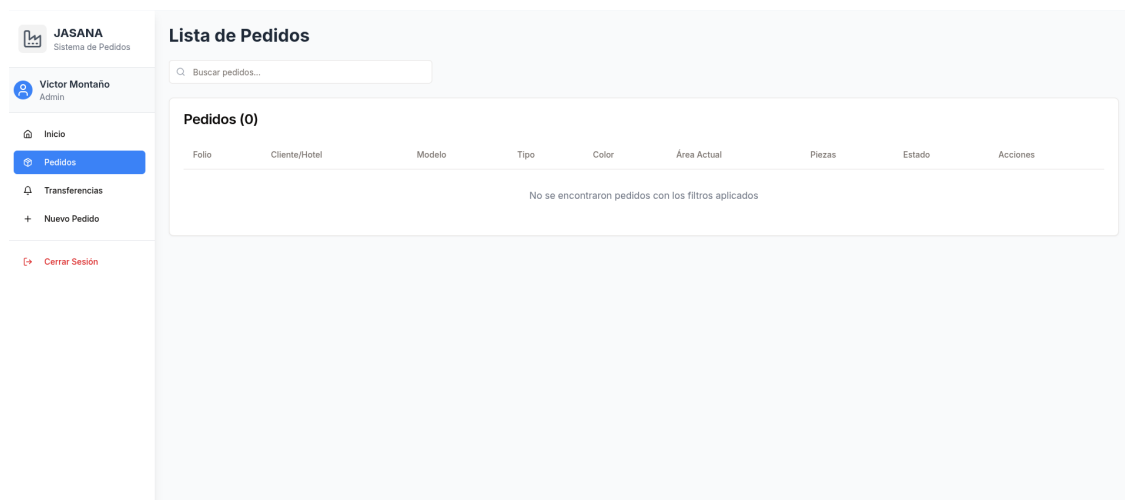 JASANA
Sistema de Pedidos
Victor Montaño
Admin
Inicio
Pedidos
Transferencias
Nuevo Pedido
Cerrar Sesión
Lista de Pedidos
Buscar pedidos...
Pedidos (0)
Folio Cliente/Hotel Modelo Tipo Color Área Actual Piezas Estado Acciones
No se encontraron pedidos con los filtros aplicados